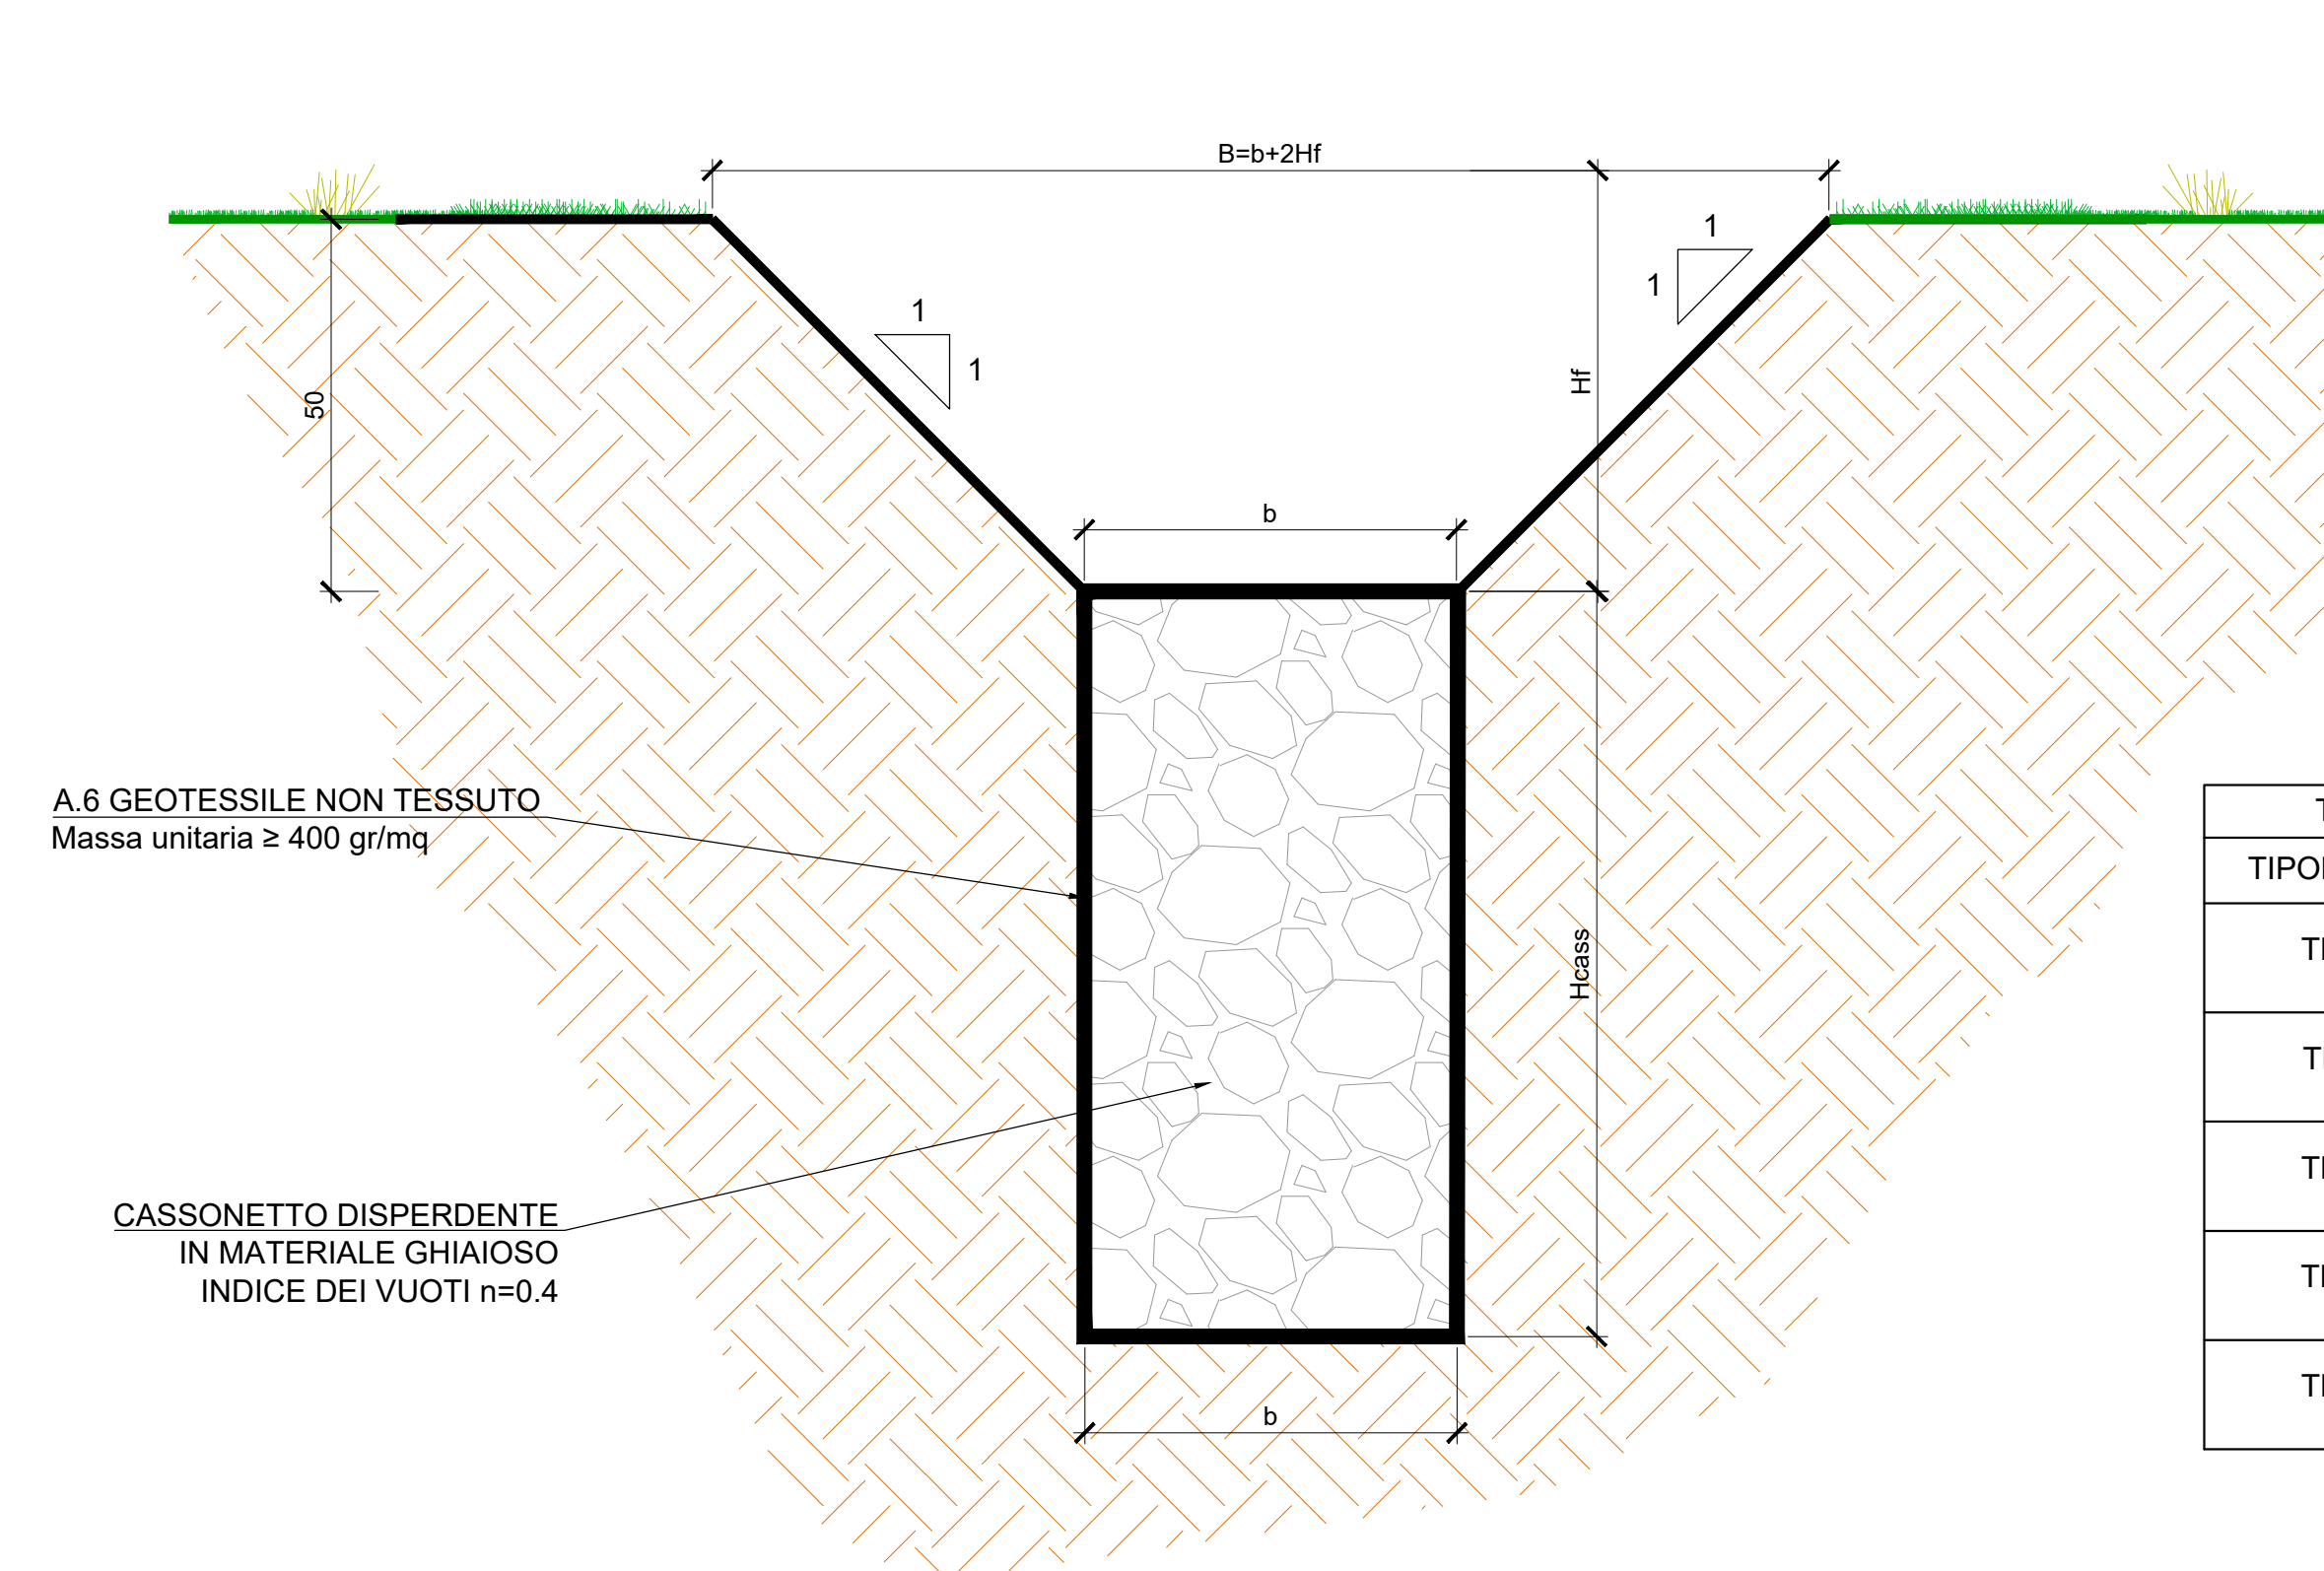 B=b+2Hf
1
1
1
1
Hf
50
b
A.6 GEOTESSILE NON TESSUTO
Massa unitaria ≥ 400 gr/mq
Hcass
CASSONETTO DISPERDENTE
IN MATERIALE GHIAIOSO
INDICE DEI VUOTI n=0.4
b